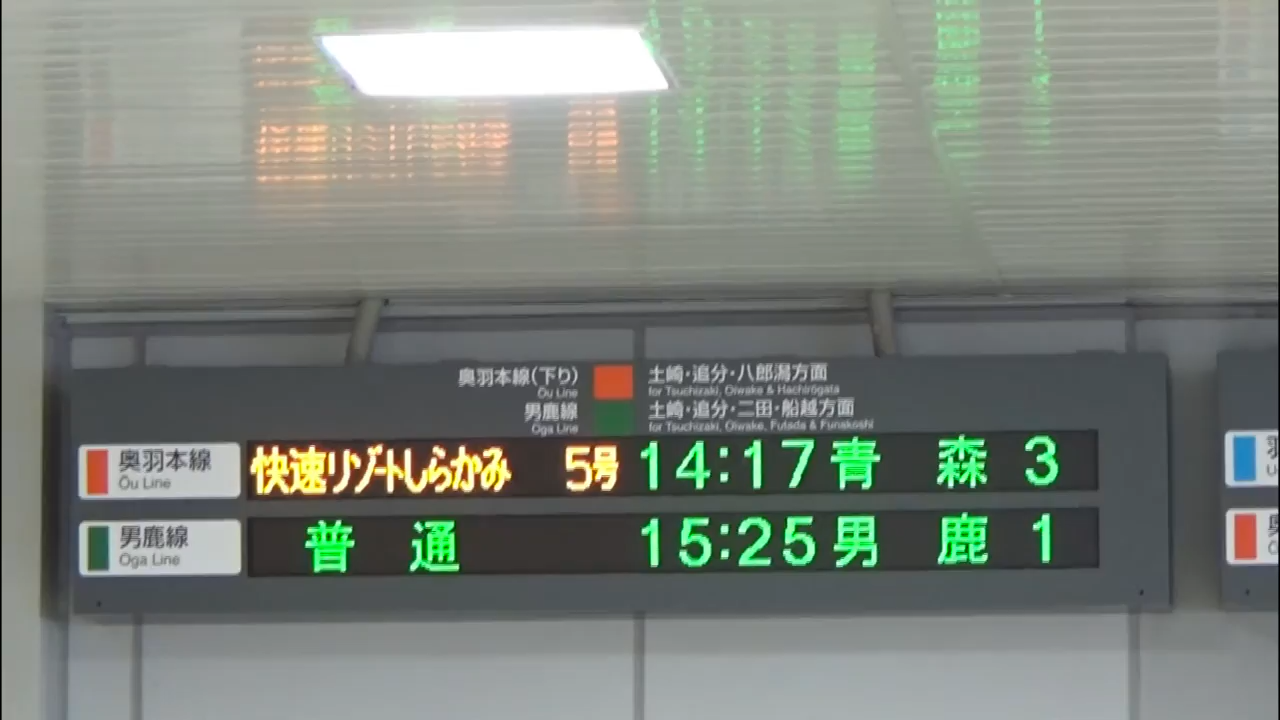 奥羽本線(下り) 土崎・追分・八郎潟方面
Ōu Line for Tsuchizaki, Oiwake & Hachirōgata
男鹿線 土崎・追分・二田・船越方面
Oga Line for Tsuchizaki, Oiwake, Futada & Funakoshi
奥羽本線 快速リゾートしらかみ 5号 14:17 青森 3
Ōu Line
男鹿線 普通 15:25 男鹿 1
Oga Line